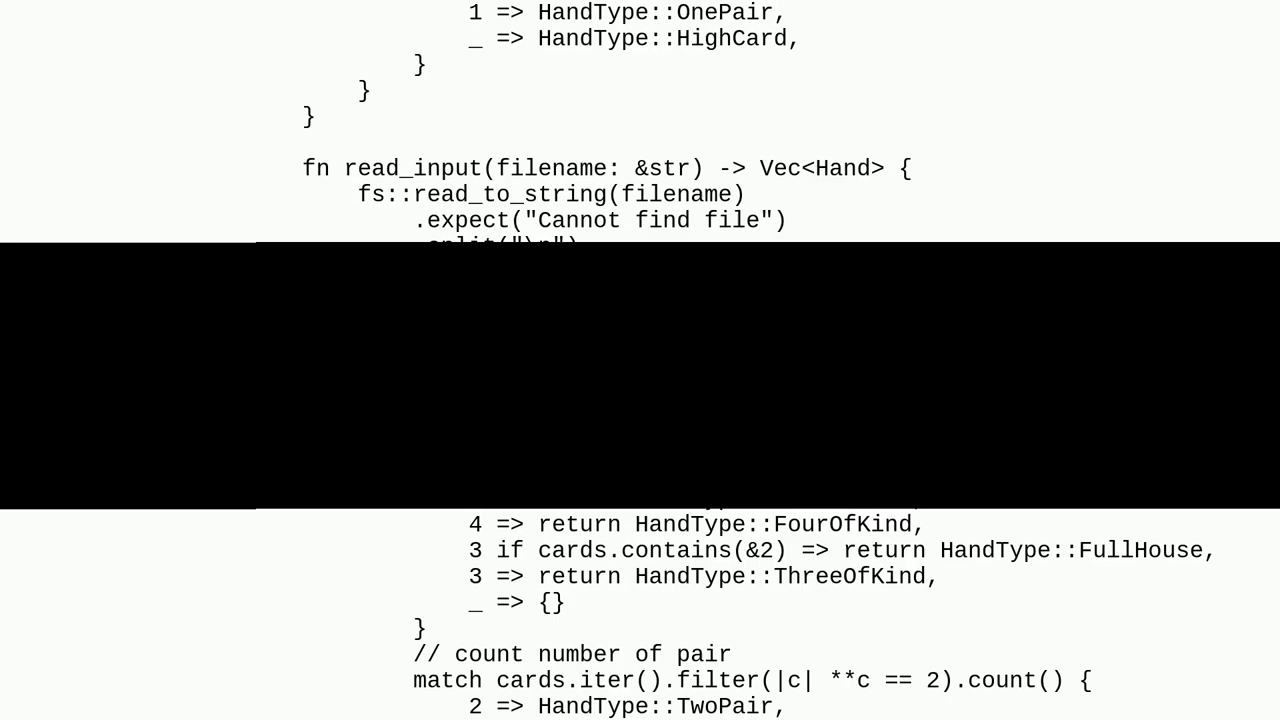 1 => HandType::OnePair,
_ => HandType::HighCard,
}
}
}
fn read_input(filename: &str) -> Vec<Hand> {
fs::read_to_string(filename)
.expect("Cannot find file")
4 => return HandType::FourOfKind,
3 if cards.contains(&2) => return HandType::FullHouse,
3 => return HandType::ThreeOfKind,
_ => {}
}
// count number of pair
match cards.iter().filter(|c| **c == 2).count() {
2 => HandType::TwoPair,